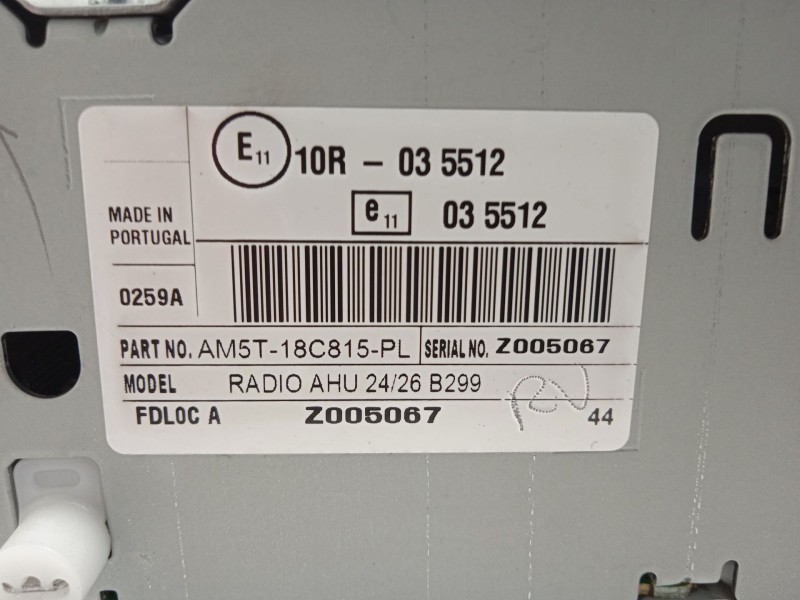 E11 10R - 03 5512
e11 03 5512
MADE IN
PORTUGAL
0259A
PART NO. AM5T-18C815-PL SERIAL NO. Z005067
MODEL RADIO AHU 24/26 B299
FDLOC A Z005067 44